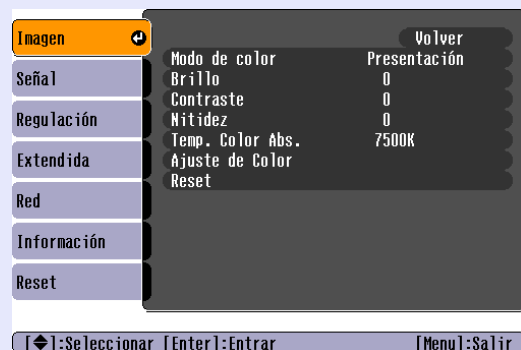 Imagen
Señal
Regulación
Extendida
Red
Información
Reset
Volver
Modo de color Presentación
Brillo 0
Contraste 0
Nitidez 0
Temp. Color Abs. 7500K
Ajuste de Color
Reset
[◆]:Seleccionar [Enter]:Entrar [Menu]:Salir